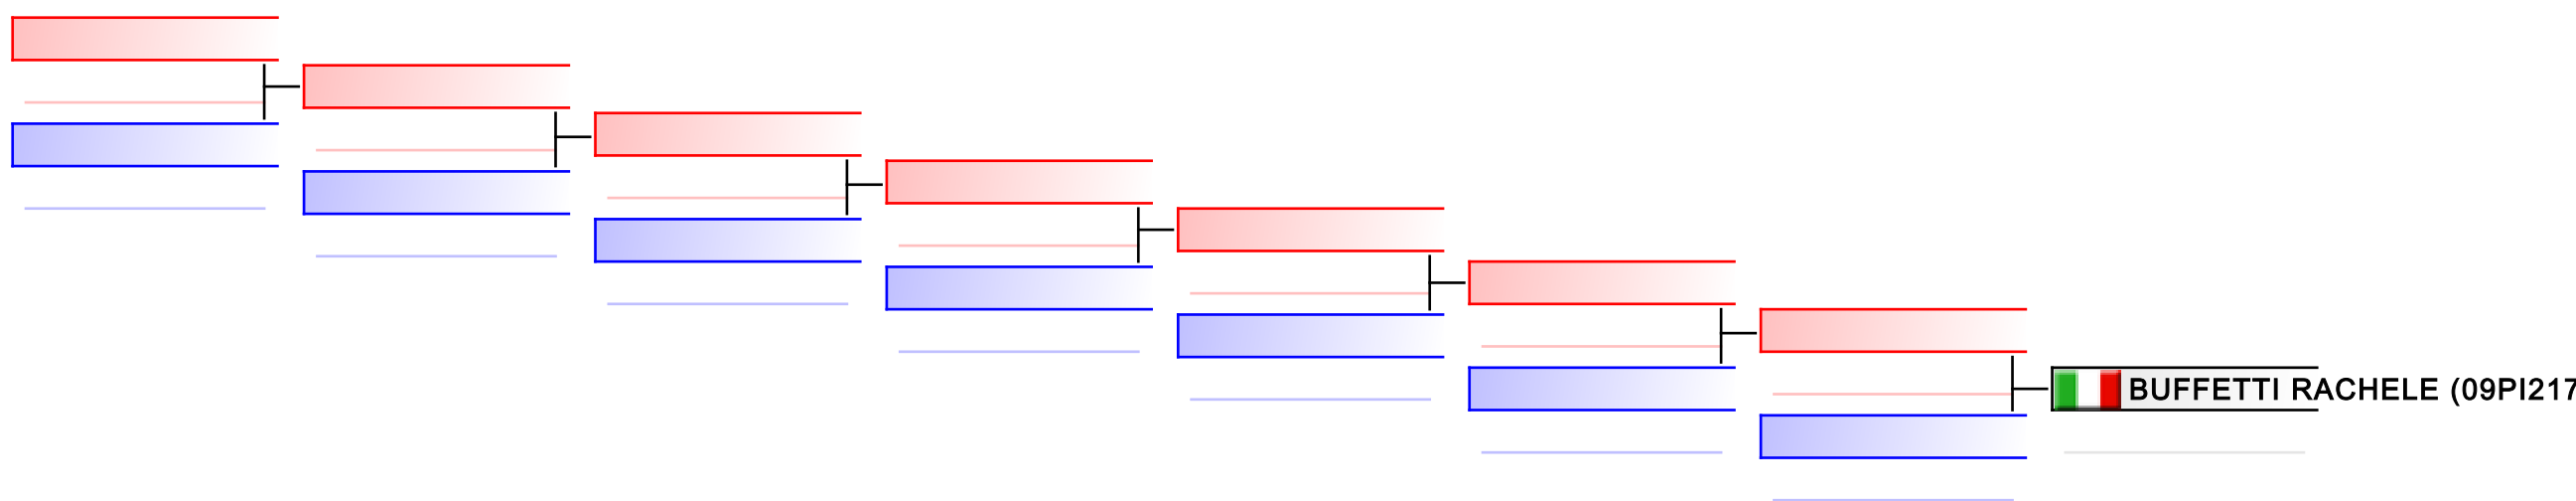 BUFFETTI RACHELE (09PI217